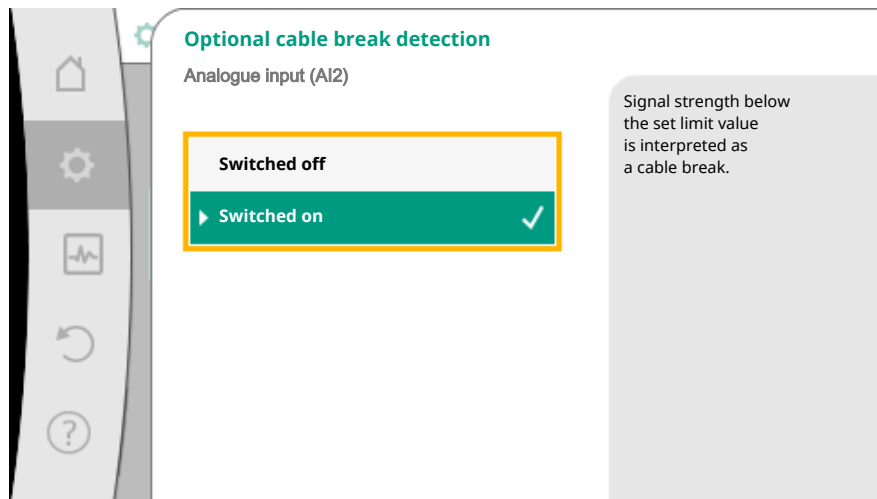 Optional cable break detection
Analogue input (AI2)
Switched off
Switched on
Signal strength below
the set limit value
is interpreted as
a cable break.
?